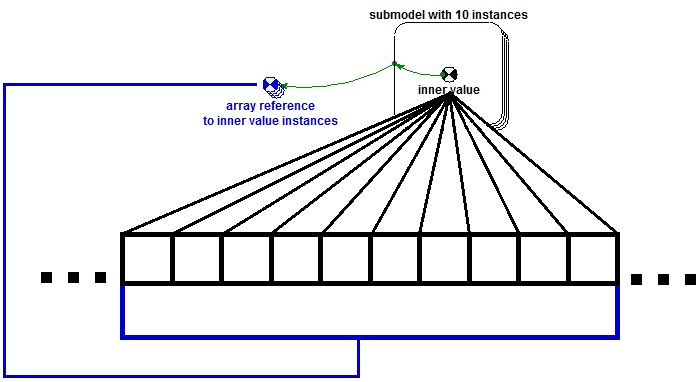 submodel with 10 instances
inner value
array reference
to inner value instances